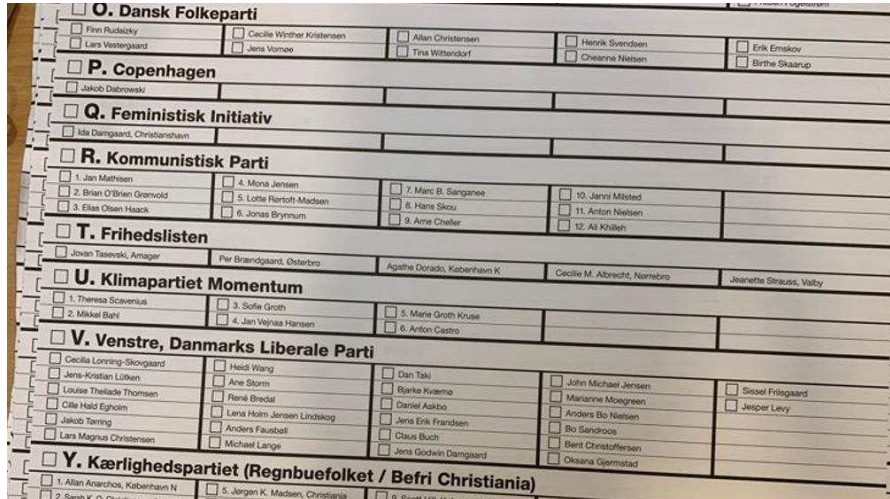 O. Dansk Folkeparti
Finn Rudaizky
Lars Vestergaard
Cecilie Winther Kristensen
Jens Vornøe
Allan Christensen
Tina Wittendorf
Henrik Svendsen
Cheanne Nielsen
Erik Ernskov
Birthe Skaarup
P. Copenhagen
Jakob Dabrowski
Q. Feministisk Initiativ
Ida Damgaard, Christianshavn
R. Kommunistisk Parti
1. Jan Mathisen
2. Brian O'Brien Grønvold
3. Elias Olsen Haack
4. Mona Jensen
5. Lotte Rørtoft-Madsen
6. Jonas Brynnum
7. Marc B. Sanganee
8. Hans Skou
9. Arne Cheller
10. Janni Milsted
11. Anton Nielsen
12. Ali Khilleh
T. Frihedslisten
Jovan Tasevski, Amager
Per Brændgaard, Østerbro
Agathe Dorado, København K
Cecilie M. Albrecht, Nørrebro
Jeanette Strauss, Valby
U. Klimapartiet Momentum
1. Theresa Scavenius
2. Mikkel Bahl
3. Sofie Groth
4. Jan Vejnaa Hansen
5. Marie Groth Kruse
6. Anton Castro
V. Venstre, Danmarks Liberale Parti
Cecilia Lonning-Skovgaard
Jens-Kristian Lütken
Louise Theilade Thomsen
Cille Hald Egholm
Jakob Tørring
Lars Magnus Christensen
Heidi Wang
Ane Storm
René Bredal
Lena Holm Jensen Lindskog
Anders Fausbøll
Michael Lange
Dan Taki
Bjarke Kværnø
Daniel Askbo
Jens Erik Frandsen
Claus Buch
Jens Godwin Damgaard
John Michael Jensen
Marianne Moegreen
Anders Bo Nielsen
Bo Sandroos
Bent Christoffersen
Oksana Gjermstad
Sissel Friisgaard
Jesper Levy
Y. Kærlighedspartiet (Regnbuefolket / Befri Christiania)
1. Allan Anarchos, København N
5. Jørgen K. Madsen, Christiania